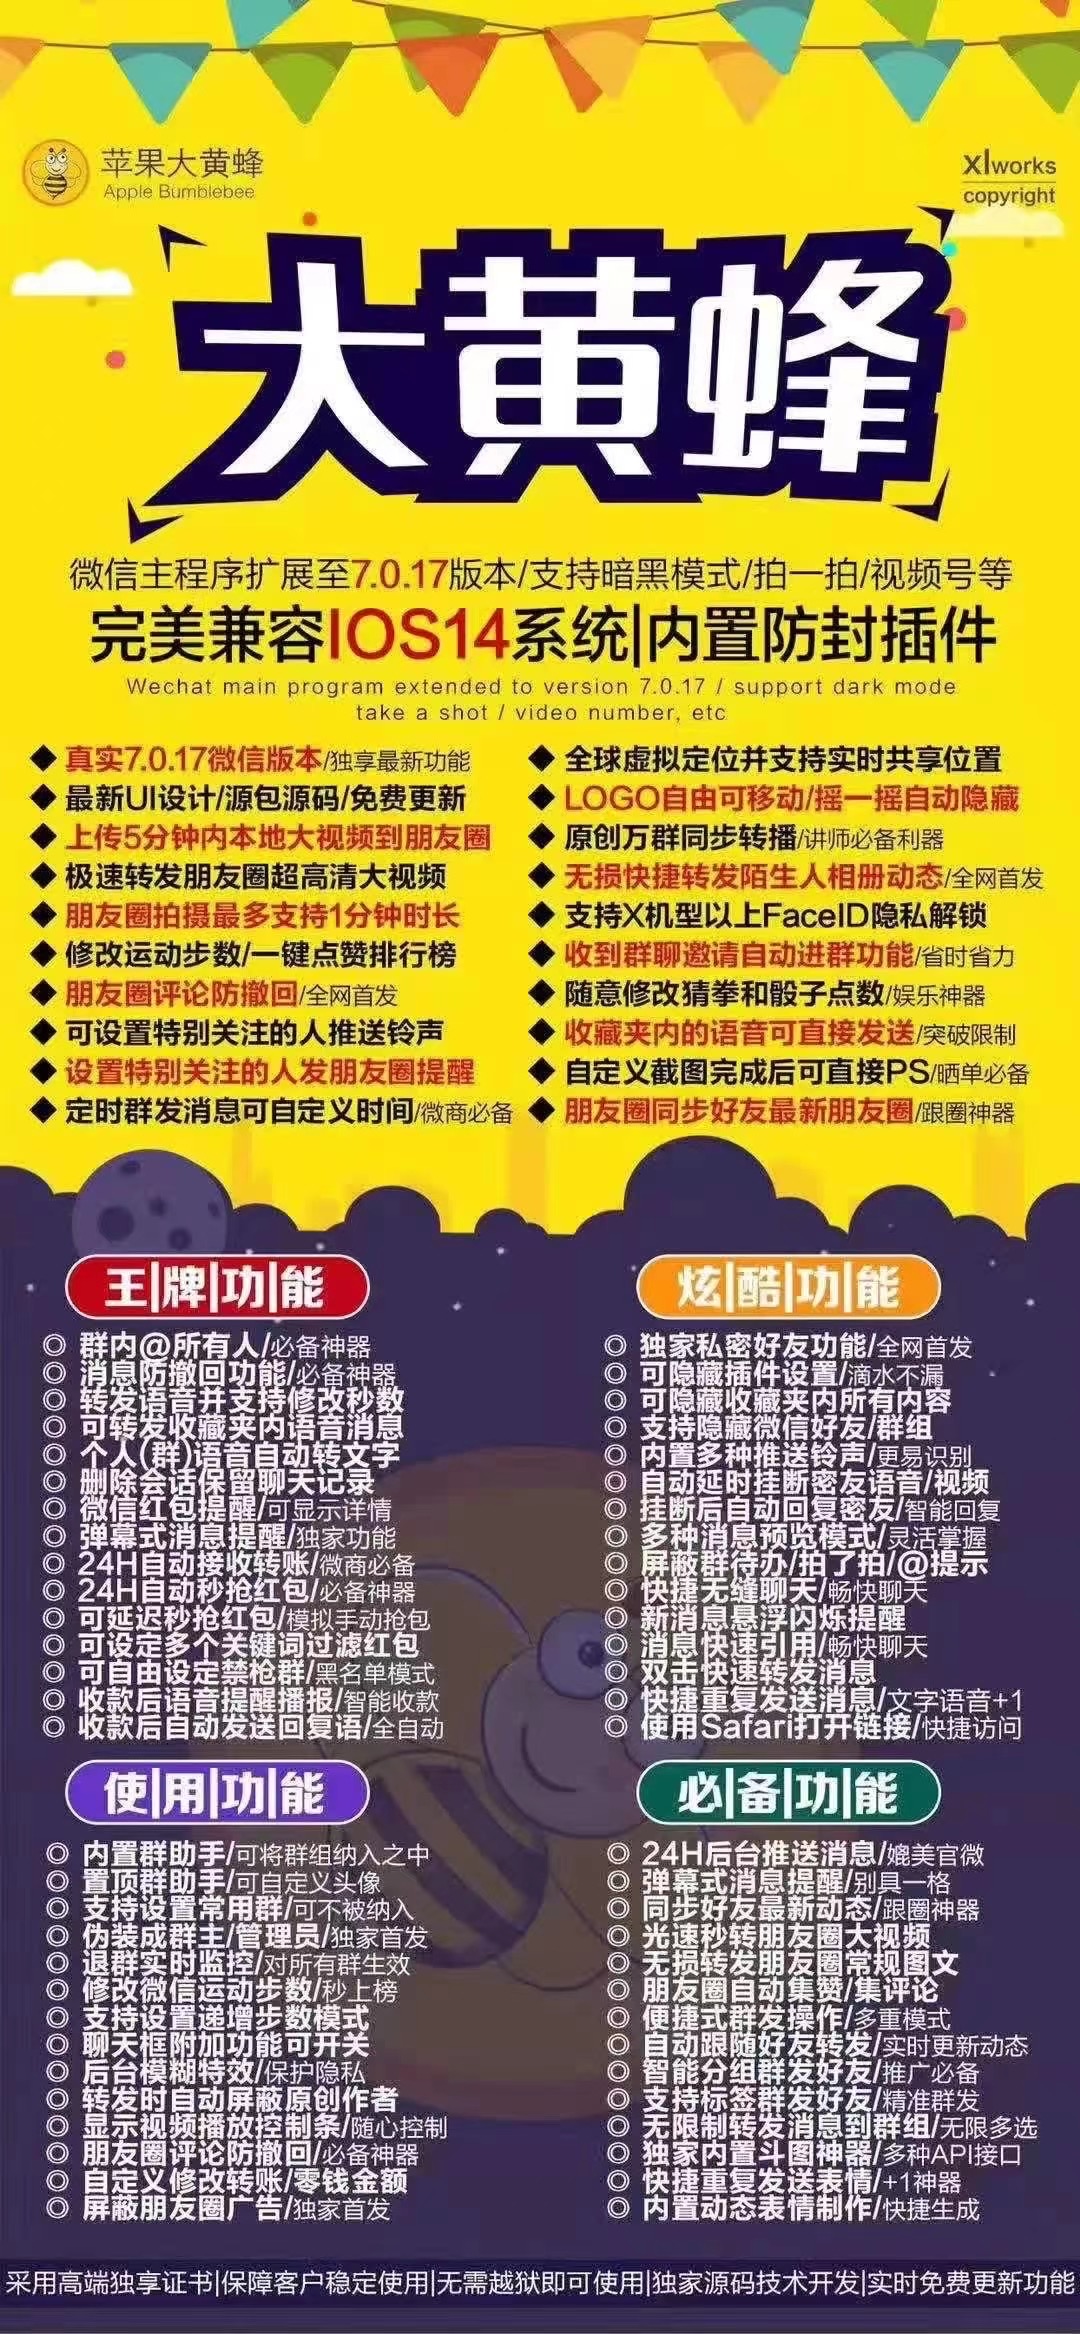 苹果大黄蜂
Apple Bumblebee
XIworks
copyright
大黄蜂
微信主程序扩展至7.0.17版本/支持暗黑模式/拍一拍/视频号等
完美兼容IOS14系统|内置防封插件
Wechat main program extended to version 7.0.17 / support dark mode
take a shot / video number, etc
◆ 真实7.0.17微信版本/独享最新功能
◆ 最新UI设计/源包源码/免费更新
◆ 上传5分钟内本地大视频到朋友圈
◆ 极速转发朋友圈超高清大视频
◆ 朋友圈拍摄最多支持1分钟时长
◆ 修改运动步数/一键点赞排行榜
◆ 朋友圈评论防撤回/全网首发
◆ 可设置特别关注的人推送铃声
◆ 设置特别关注的人发朋友圈提醒
◆ 定时群发消息可自定义时间/微商必备
◆ 全球虚拟定位并支持实时共享位置
◆ LOGO自由可移动/摇一摇自动隐藏
◆ 原创万群同步转播/讲师必备利器
◆ 无损快捷转发陌生人相册动态/全网首发
◆ 支持X机型以上FaceID隐私解锁
◆ 收到群聊邀请自动进群功能/省时省力
◆ 随意修改猜拳和骰子点数/娱乐神器
◆ 收藏夹内的语音可直接发送/突破限制
◆ 自定义截图完成后可直接PS/晒单必备
◆ 朋友圈同步好友最新朋友圈/跟圈神器
王|牌|功|能
◎ 群内@所有人/必备神器
◎ 消息防撤回功能/必备神器
◎ 转发语音并支持修改秒数
◎ 可转发收藏夹内语音消息
◎ 个人(群)语音自动转文字
◎ 删除会话保留聊天记录
◎ 微信红包提醒/可显示详情
◎ 弹幕式消息提醒/独家功能
◎ 24H自动接收转账/微商必备
◎ 24H自动秒抢红包/必备神器
◎ 可延迟秒抢红包/模拟手动抢包
◎ 可设定多个关键词过滤红包
◎ 可自由设定禁枪群/黑名单模式
◎ 收款后语音提醒播报/智能收款
◎ 收款后自动发送回复语/全自动
炫|酷|功|能
◎ 独家私密好友功能/全网首发
◎ 可隐藏插件设置/滴水不漏
◎ 可隐藏收藏夹内所有内容
◎ 支持隐藏微信好友/群组
◎ 内置多种推送铃声/更易识别
◎ 自动延时挂断密友语音/视频
◎ 挂断后自动回复密友/智能回复
◎ 多种消息预览模式/灵活掌握
◎ 屏蔽群待办/拍了拍/@提示
◎ 快捷无缝聊天/畅快聊天
◎ 新消息悬浮闪烁提醒
◎ 消息快速引用/畅快聊天
◎ 双击快速转发消息
◎ 快捷重复发送消息/文字语音+1
◎ 使用Safari打开链接/快捷访问
使|用|功|能
◎ 内置群助手/可将群组纳入之中
◎ 置顶群助手/可自定义头像
◎ 支持设置常用群/可不被纳入
◎ 伪装成群主/管理员/独家首发
◎ 退群实时监控/对所有群生效
◎ 修改微信运动步数/秒上榜
◎ 支持设置递增步数模式
◎ 聊天框附加功能可开关
◎ 后台模糊特效/保护隐私
◎ 转发时自动屏蔽原创作者
◎ 显示视频播放控制条/随心控制
◎ 朋友圈评论防撤回/必备神器
◎ 自定义修改转账/零钱金额
◎ 屏蔽朋友圈广告/独家首发
必|备|功|能
◎ 24H后台推送消息/媲美官微
◎ 弹幕式消息提醒/别具一格
◎ 同步好友最新动态/跟圈神器
◎ 光速秒转朋友圈大视频
◎ 无损转发朋友圈常规图文
◎ 朋友圈自动集赞/集评论
◎ 便捷式群发操作/多重模式
◎ 自动跟随好友转发/实时更新动态
◎ 智能分组群发好友/推广必备
◎ 支持标签群发好友/精准群发
◎ 无限制转发消息到群组/无限多选
◎ 独家内置斗图神器/多种API接口
◎ 快捷重复发送表情/+1神器
◎ 内置动态表情制作/快捷生成
采用高端独享证书|保障客户稳定使用|无需越狱即可使用|独家源码技术开发|实时免费更新功能